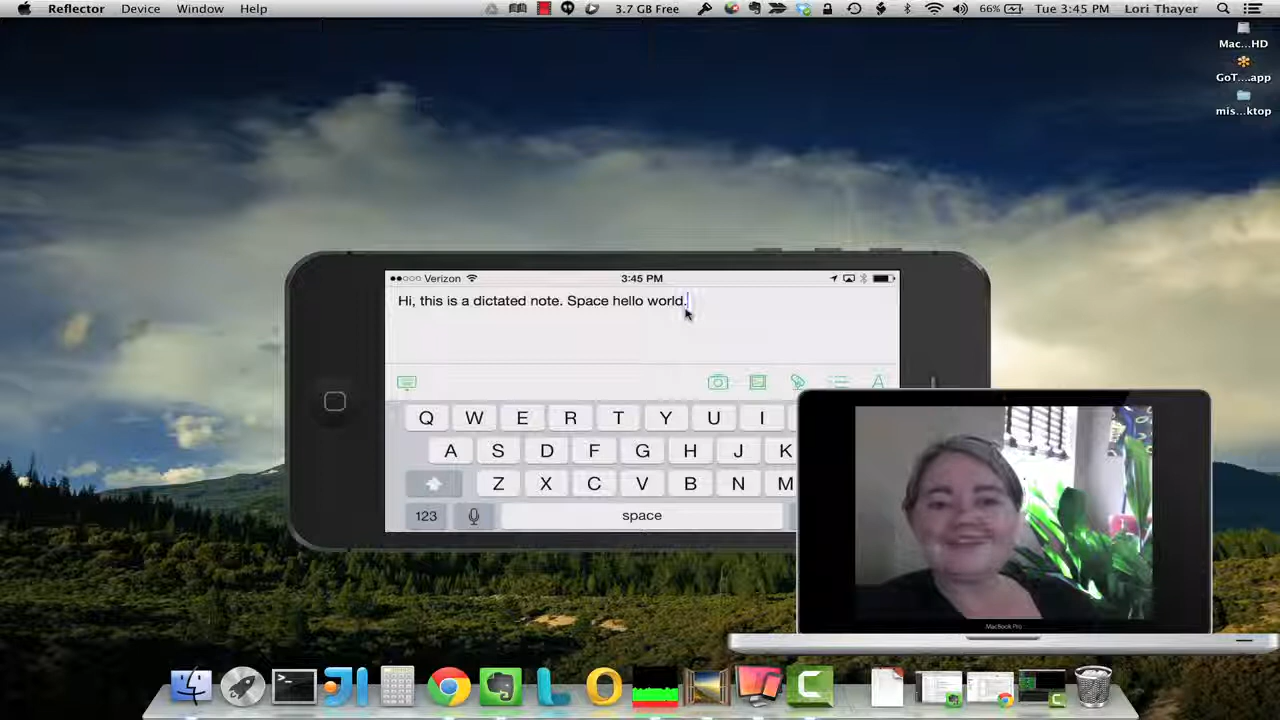 Reflector Device Window Help 3.7 GB Free 66% Tue 3:45 PM Lori Thayer
Mac...HD
GoT....app
mis...ktop
Verizon 3:45 PM
Hi, this is a dictated note. Space hello world.
A
Q W E R T Y U I
A S D F G H J K
Z X C V B N M
123 space
MacBook Pro